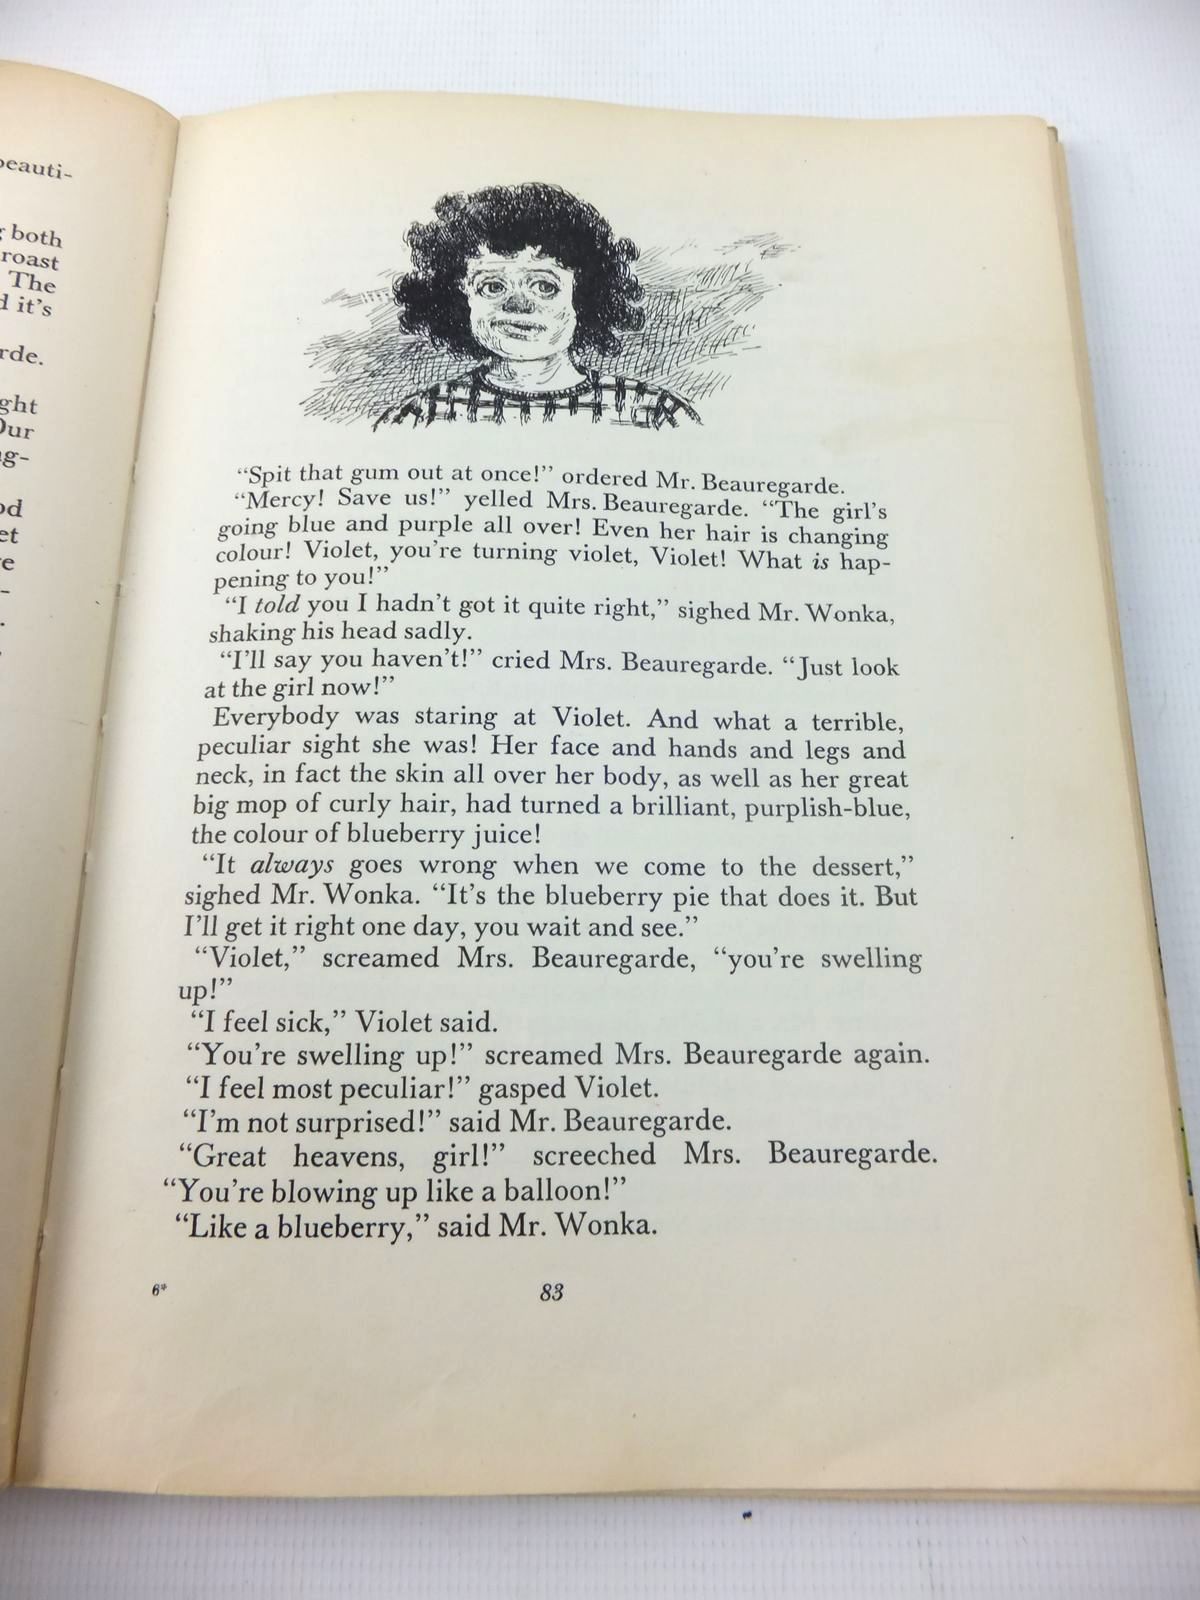 beauti-
both
roast
The
it's
rde.
ght
Our
g-
od
et
e
-
.
"Spit that gum out at once!" ordered Mr. Beauregarde.
"Mercy! Save us!" yelled Mrs. Beauregarde. "The girl's
going blue and purple all over! Even her hair is changing
colour! Violet, you're turning violet, Violet! What is hap-
pening to you!"
"I told you I hadn't got it quite right," sighed Mr. Wonka,
shaking his head sadly.
"I'll say you haven't!" cried Mrs. Beauregarde. "Just look
at the girl now!"
Everybody was staring at Violet. And what a terrible,
peculiar sight she was! Her face and hands and legs and
neck, in fact the skin all over her body, as well as her great
big mop of curly hair, had turned a brilliant, purplish-blue,
the colour of blueberry juice!
"It always goes wrong when we come to the dessert,"
sighed Mr. Wonka. "It's the blueberry pie that does it. But
I'll get it right one day, you wait and see."
"Violet," screamed Mrs. Beauregarde, "you're swelling
up!"
"I feel sick," Violet said.
"You're swelling up!" screamed Mrs. Beauregarde again.
"I feel most peculiar!" gasped Violet.
"I'm not surprised!" said Mr. Beauregarde.
"Great heavens, girl!" screeched Mrs. Beauregarde.
"You're blowing up like a balloon!"
"Like a blueberry," said Mr. Wonka.
6*
83